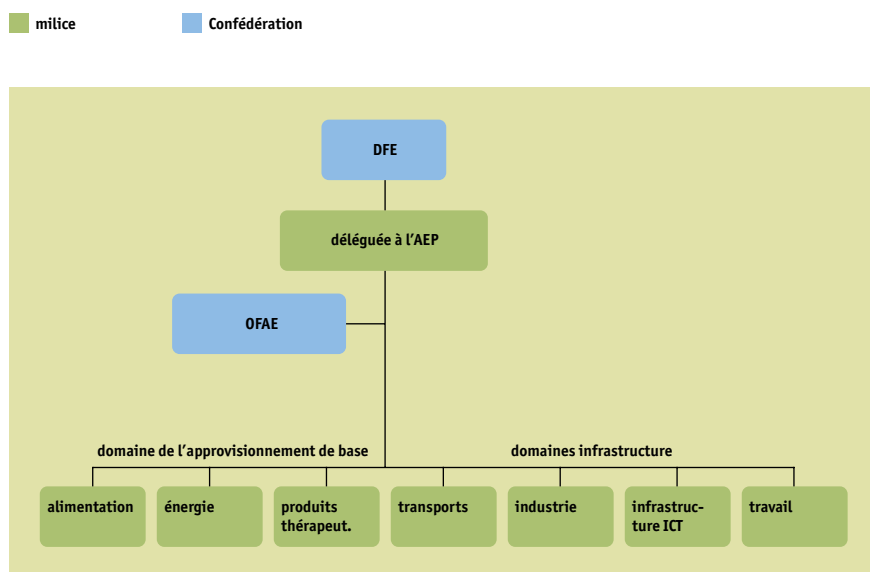 milice
Confédération
DFE
déléguée à l'AEP
OFAE
domaine de l'approvisionnement de base
domaines infrastructure
alimentation
énergie
produits
thérapeut.
transports
industrie
infrastruc-
ture ICT
travail